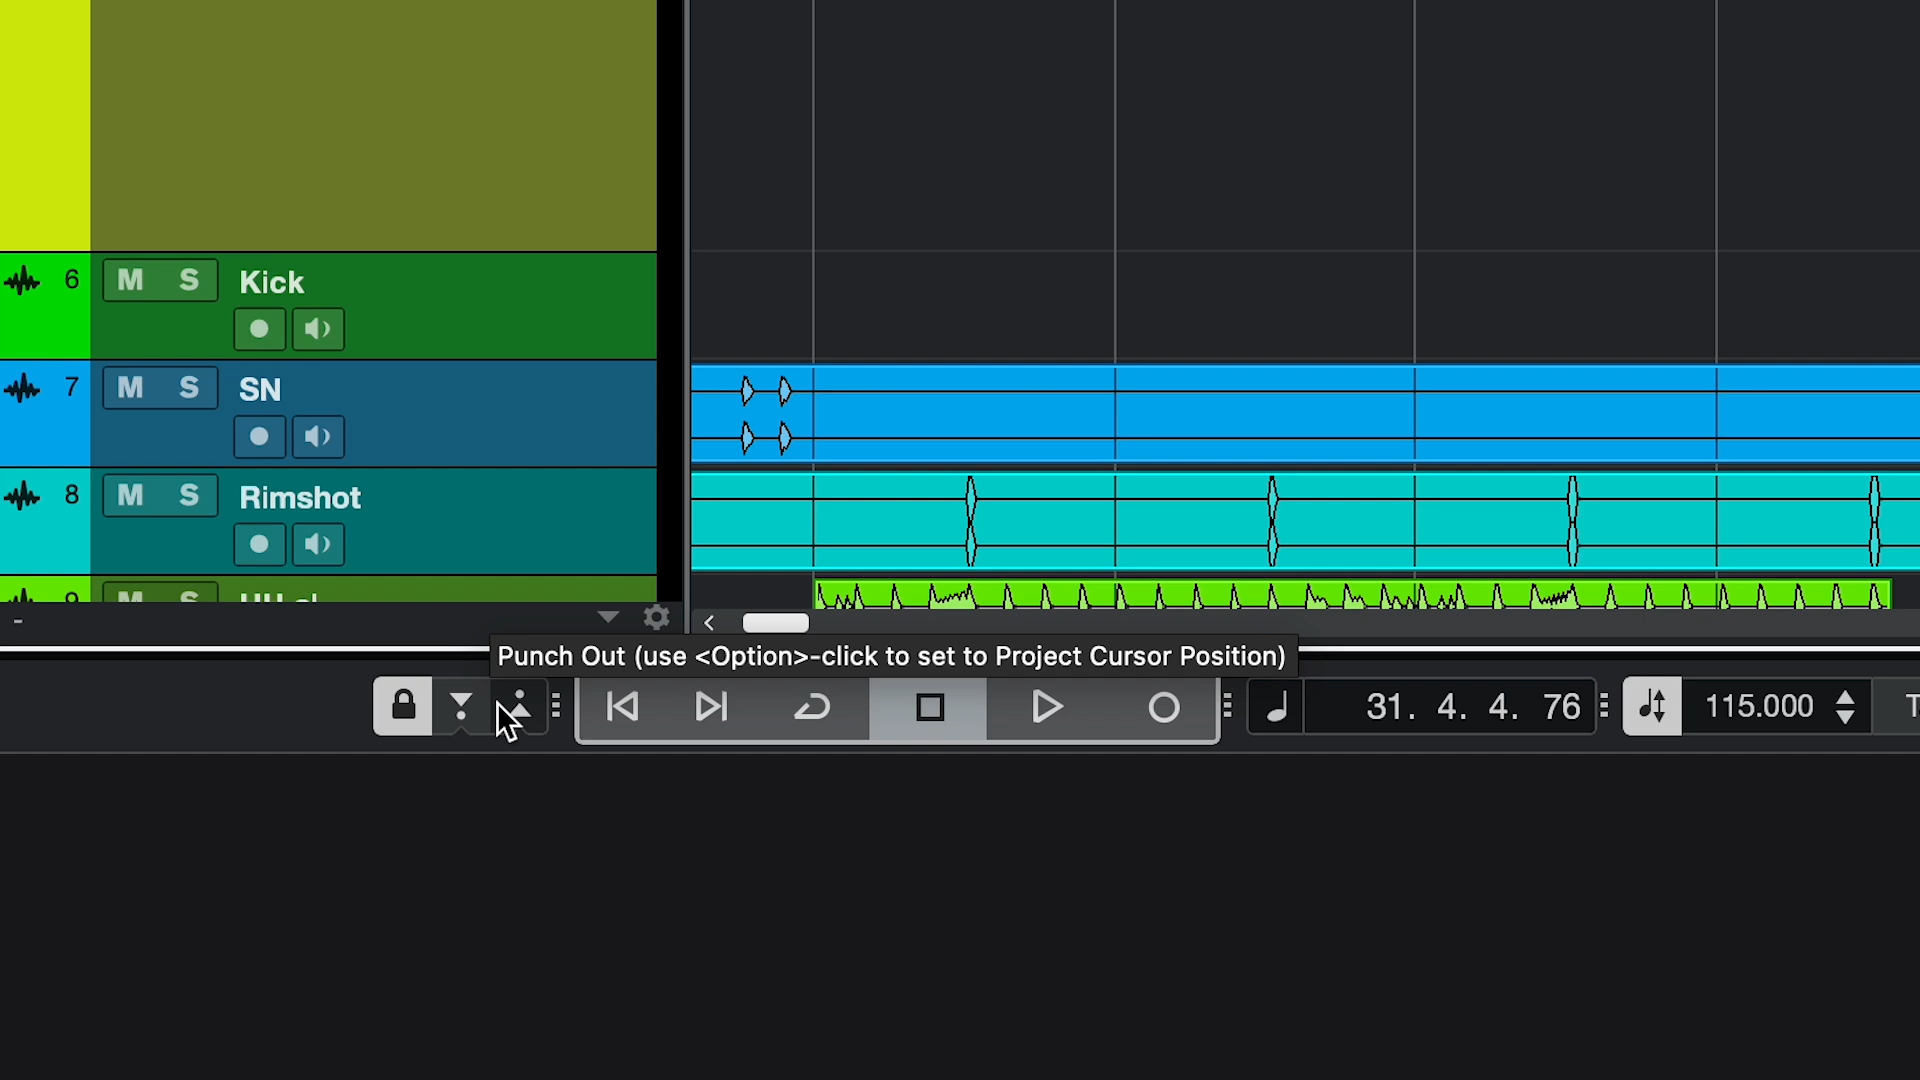 6 M S Kick
7 M S SN
8 M S Rimshot
9 M S
-
Punch Out (use <Option>-click to set to Project Cursor Position)
31. 4. 4. 76
115.000